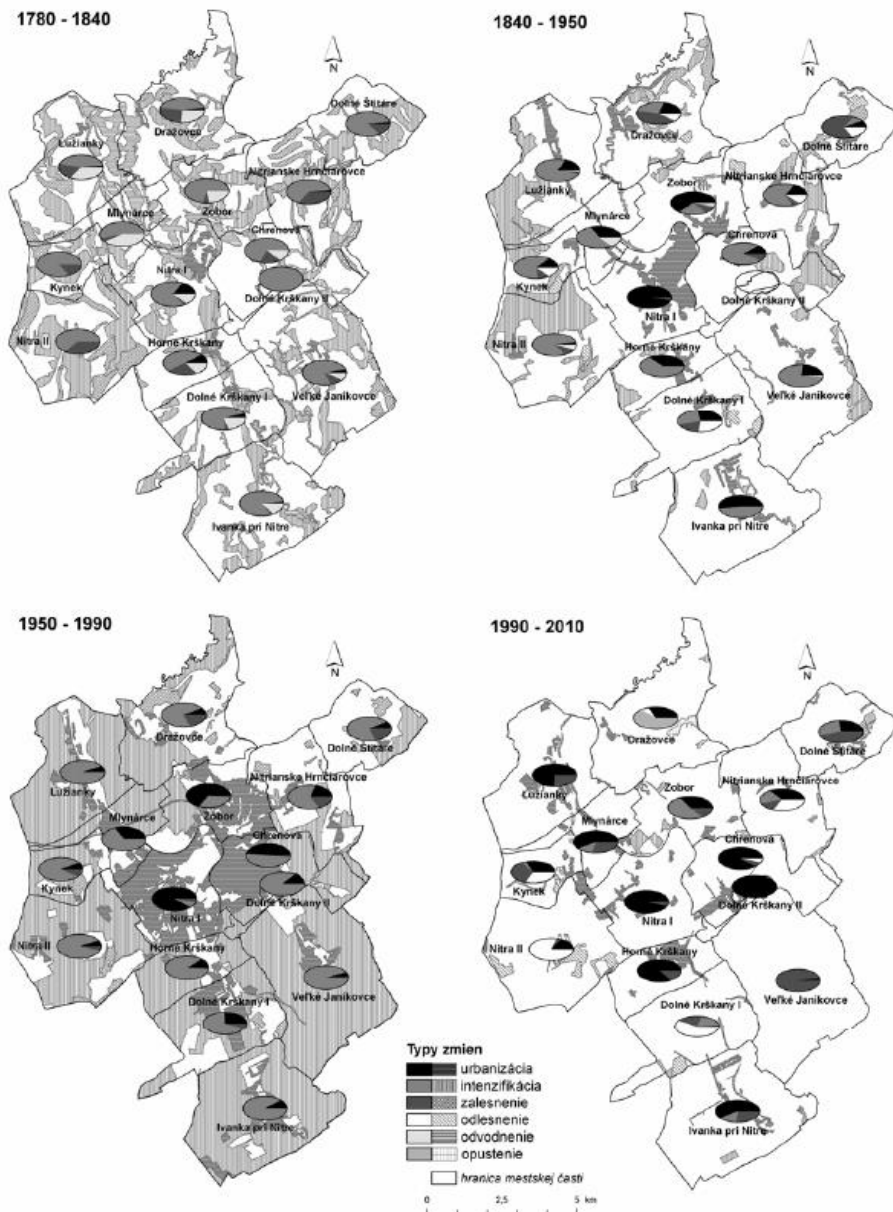 1780 - 1840
N
Dolné Štitáre
Dražovce
Lužianky
Nitrianske Hrnčiarovce
Zobor
Mlynárce
Chrenová
Kynek
Nitra I
Dolné Krškany II
Nitra II
Horné Krškany
Veľké Janíkovce
Dolné Krškany I
Ivanka pri Nitre
1840 - 1950
N
Dražovce
Dolné Štitáre
Lužianky
Nitrianske Hrnčiarovce
Zobor
Mlynárce
Chrenová
Kynek
Dolné Krškany II
Nitra I
Nitra II
Horné Krškany
Veľké Janíkovce
Dolné Krškany I
Ivanka pri Nitre
1950 - 1990
N
Dražovce
Dolné Štitáre
Lužianky
Nitrianske Hrnčiarovce
Zobor
Mlynárce
Chrenová
Kynek
Dolné Krškany II
Nitra I
Nitra II
Horné Krškany
Veľké Janíkovce
Dolné Krškany I
Ivanka pri Nitre
1990 - 2010
N
Dražovce
Dolné Štitáre
Lužianky
Nitrianske Hrnčiarovce
Zobor
Mlynárce
Chrenová
Kynek
Dolné Krškany II
Nitra I
Nitra II
Horné Krškany
Veľké Janíkovce
Dolné Krškany I
Ivanka pri Nitre
Typy zmien
urbanizácia
intenzifikácia
zalesnenie
odlesnenie
odvodnenie
opustenie
hranica mestskej časti
0 2,5 5 km